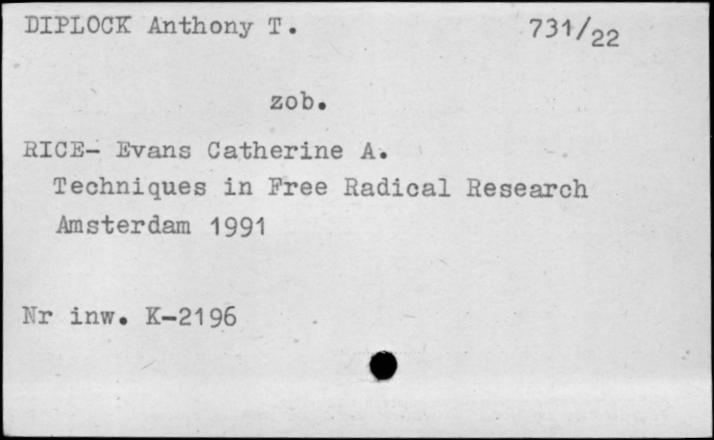 DIPLOCK Anthony T. 731/22
zob.
RICE- Evans Catherine A.
Techniques in Free Radical Research
Amsterdam 1991
Nr inw. K-2196